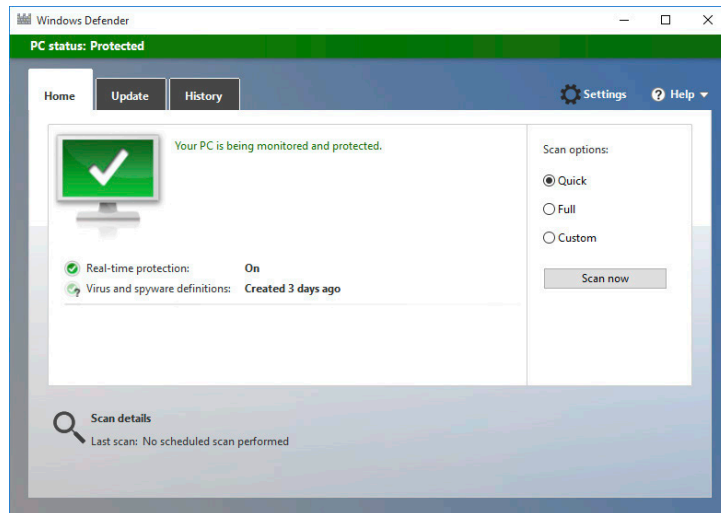 Windows Defender
PC status: Protected
Home Update History Settings Help
Your PC is being monitored and protected.
Real-time protection: On
Virus and spyware definitions: Created 3 days ago
Scan options:
Quick
Full
Custom
Scan now
Scan details
Last scan: No scheduled scan performed